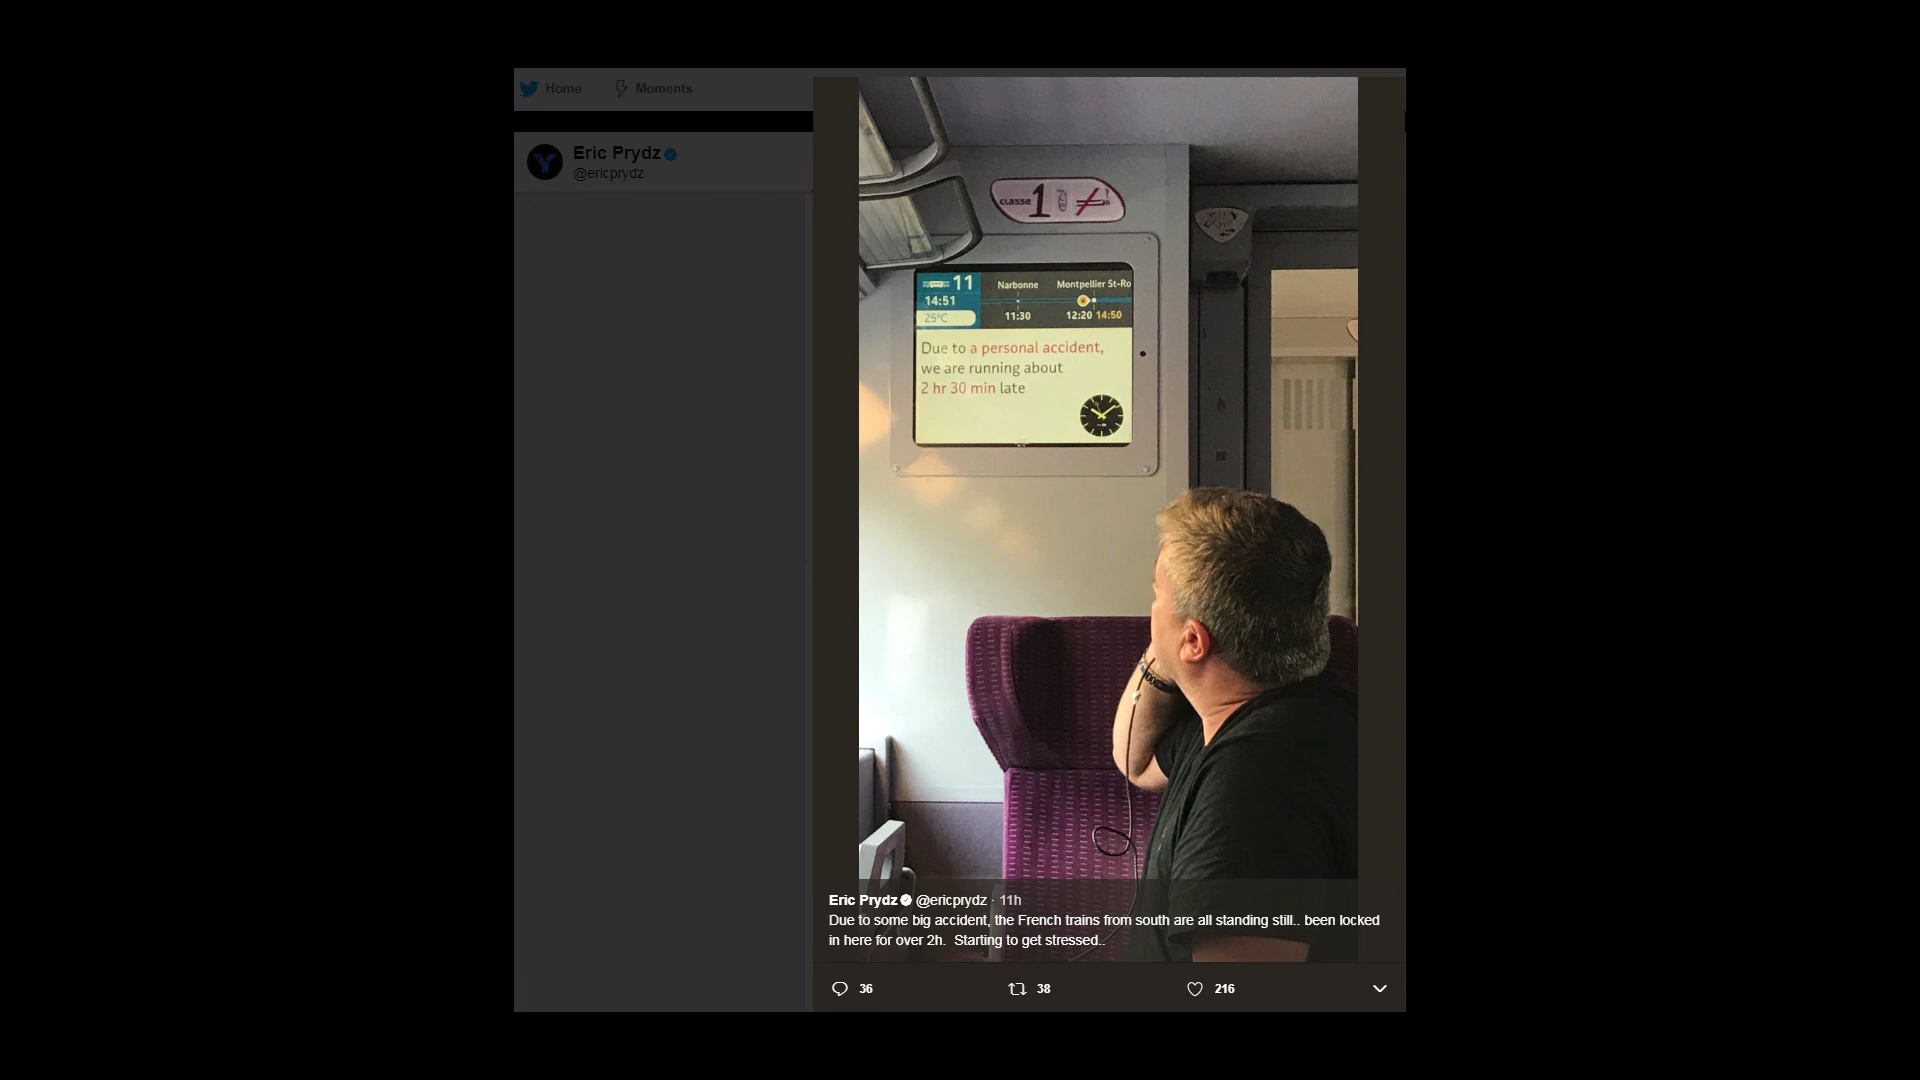 Home
Moments
Eric Prydz
@ericprydz
classe 1
11
Narbonne
Montpellier St-Ro
14:51
25°C
11:30
12:20 14:50
Due to a personal accident,
we are running about
2 hr 30 min late
Eric Prydz @ericprydz · 11h
Due to some big accident, the French trains from south are all standing still.. been locked
in here for over 2h.  Starting to get stressed..
36
38
216